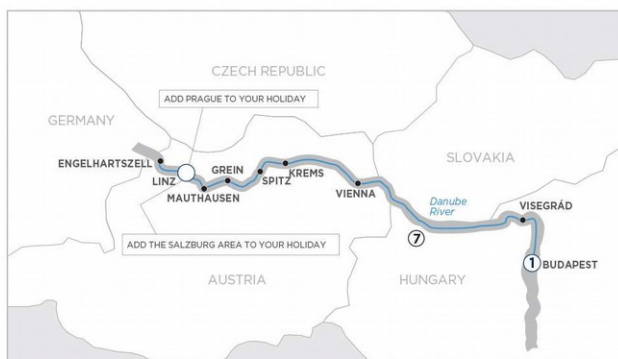 CZECH REPUBLIC
ADD PRAGUE TO YOUR HOLIDAY
GERMANY
SLOVAKIA
ENGELHARTSZELL
GREIN
KREMS
LINZ
SPITZ
MAUTHAUSEN
VIENNA
Danube
River
VISEGRÁD
7
ADD THE SALZBURG AREA TO YOUR HOLIDAY
1
BUDAPEST
AUSTRIA
HUNGARY